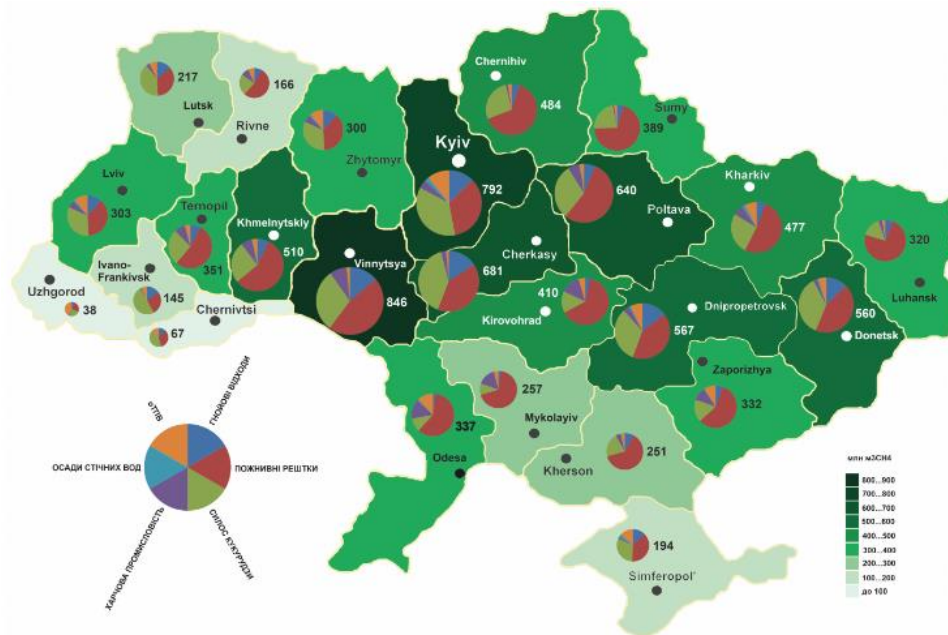 Chernihiv
484
Sumy
389
217
Lutsk
166
Rivne
300
Zhytomyr
Kyiv
792
640
Poltava
Kharkiv
477
320
Luhansk
Lviv
303
Ternopil
351
Khmelnytskiy
510
Vinnytsya
846
Cherkasy
681
410
Kirovohrad
Dnipropetrovsk
567
560
Donetsk
Uzhgorod
38
Ivano-
Frankivsk
145
Chernivtsi
67
Zaporizhya
332
257
Mykolayiv
337
Odesa
251
Kherson
194
Simferopol'
оТПВ
ГНОЙОВІ ВІДХОДИ
ОСАДИ СТІЧНИХ ВОД
ПОЖНИВНІ РЕШТКИ
ХАРЧОВА ПРОМИСЛОВІСТЬ
СИЛОС КУКУРУДЗИ
млн м3CH4
800...900
700...800
600...700
500...600
400...500
300...400
200...300
100...200
до 100